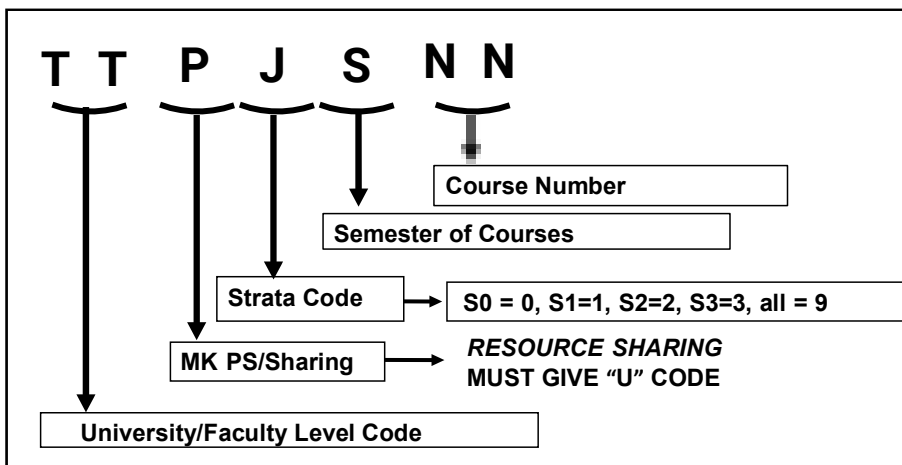 T T P J S N N
Course Number
Semester of Courses
Strata Code
S0 = 0, S1=1, S2=2, S3=3, all = 9
MK PS/Sharing
RESOURCE SHARING
MUST GIVE “U” CODE
University/Faculty Level Code